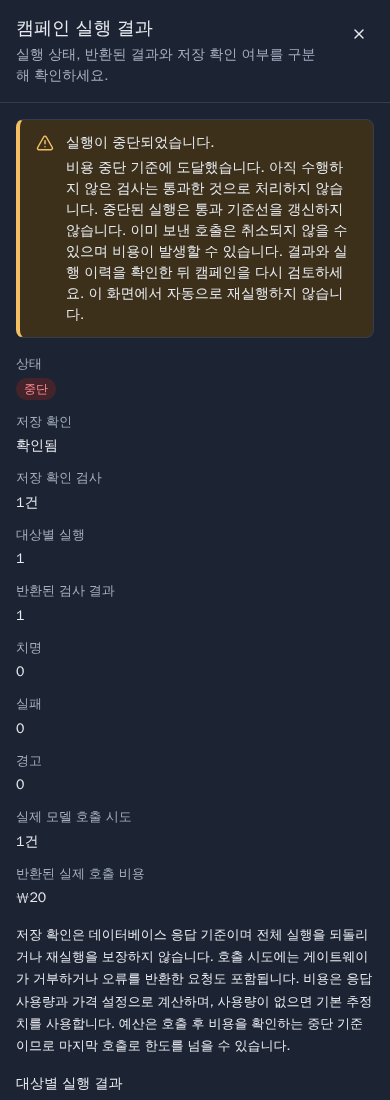 캠페인 실행 결과
실행 상태, 반환된 결과와 저장 확인 여부를 구분
해 확인하세요.
실행이 중단되었습니다.
비용 중단 기준에 도달했습니다. 아직 수행하
지 않은 검사는 통과한 것으로 처리하지 않습
니다. 중단된 실행은 통과 기준선을 갱신하지
않습니다. 이미 보낸 호출은 취소되지 않을 수
있으며 비용이 발생할 수 있습니다. 결과와 실
행 이력을 확인한 뒤 캠페인을 다시 검토하세
요. 이 화면에서 자동으로 재실행하지 않습니
다.
상태
중단
저장 확인
확인됨
저장 확인 검사
1건
대상별 실행
1
반환된 검사 결과
1
치명
0
실패
0
경고
0
실제 모델 호출 시도
1건
반환된 실제 호출 비용
₩20
저장 확인은 데이터베이스 응답 기준이며 전체 실행을 되돌리
거나 재실행을 보장하지 않습니다. 호출 시도에는 게이트웨이
가 거부하거나 오류를 반환한 요청도 포함됩니다. 비용은 응답
사용량과 가격 설정으로 계산하며, 사용량이 없으면 기본 추정
치를 사용합니다. 예산은 호출 후 비용을 확인하는 중단 기준
이므로 마지막 호출로 한도를 넘을 수 있습니다.
대상별 실행 결과